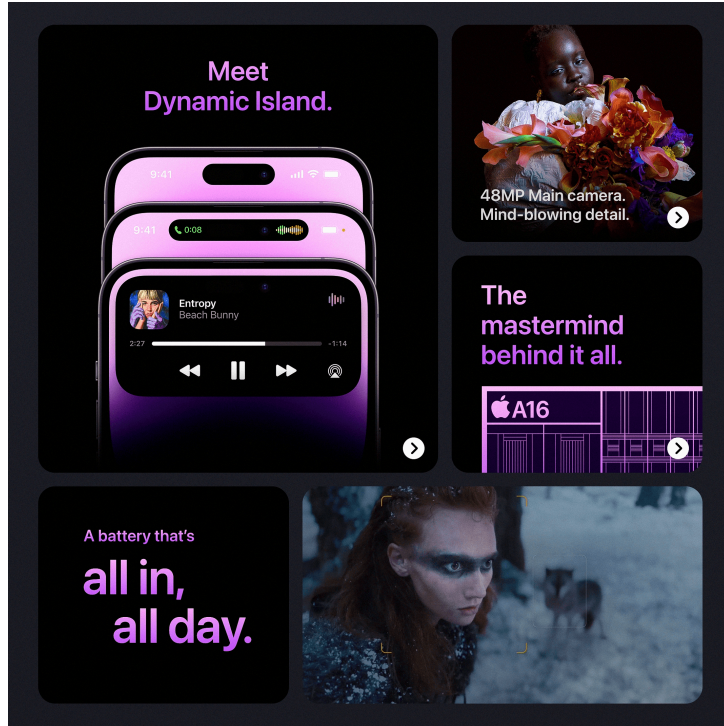 Meet
Dynamic Island.
9:41
9:41 0:08
Entropy
Beach Bunny
2:27 -1:14
48MP Main camera.
Mind-blowing detail.
The
mastermind
behind it all.
A16
A battery that’s
all in,
all day.